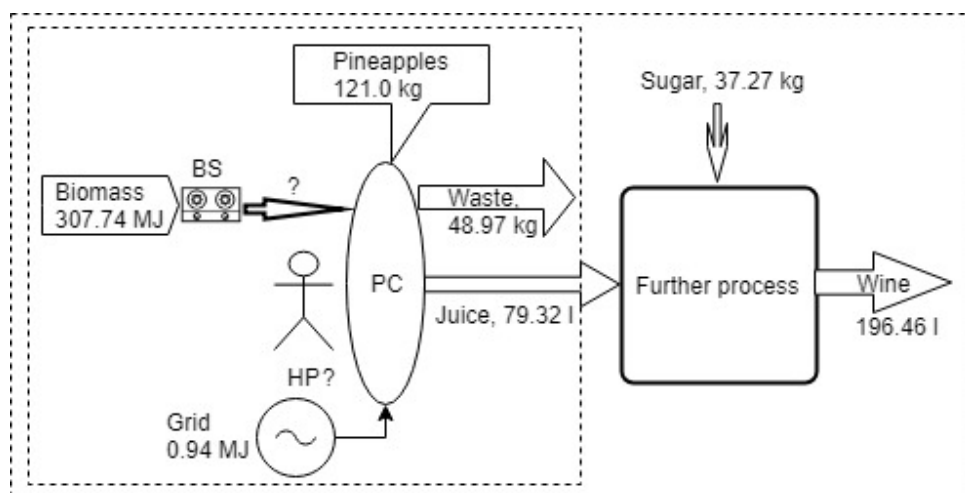 Pineapples
121.0 kg
Sugar, 37.27 kg
BS
Biomass
307.74 MJ
?
Waste,
48.97 kg
PC
Juice, 79.32 l
Further process
Wine
196.46 l
HP?
Grid
0.94 MJ